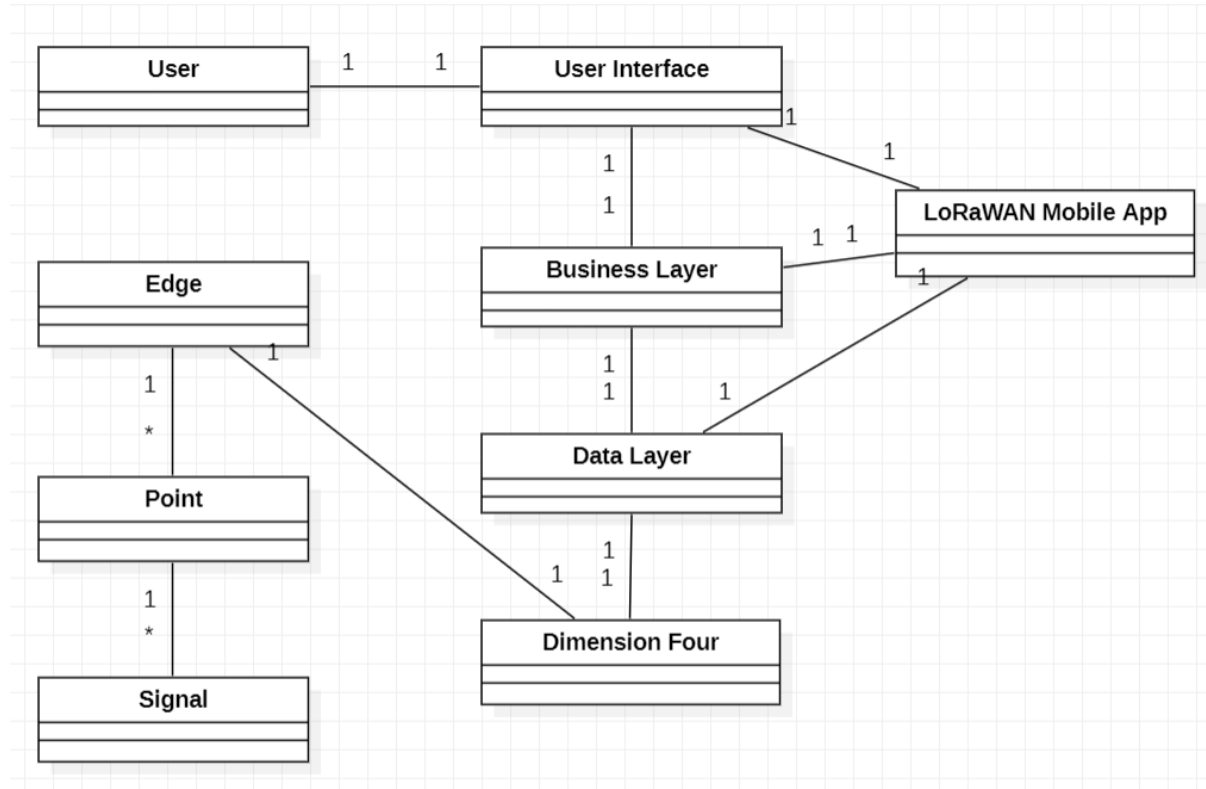 User
1
1
User Interface
1
1
1
1
LoRaWAN Mobile App
1
1
Business Layer
Edge
1
1
1
1
1
1
*
Data Layer
Point
1
1
1
1
*
Dimension Four
Signal